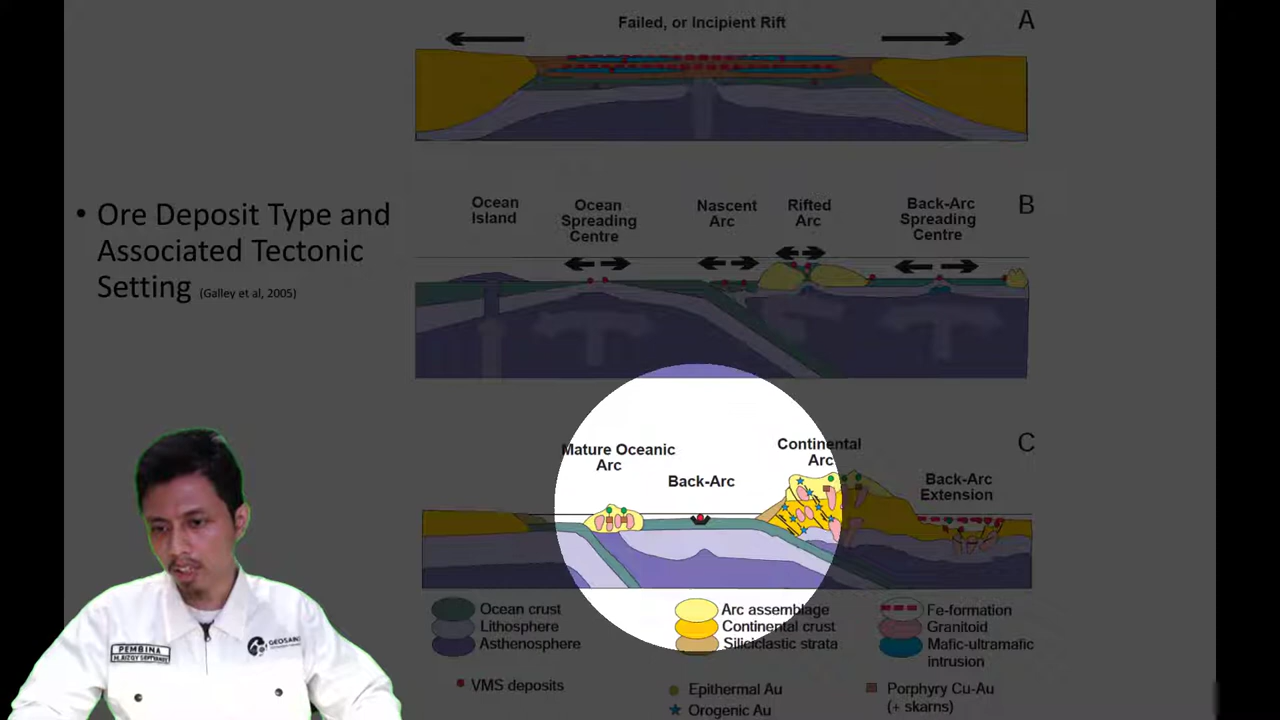 Failed, or Incipient Rift
A
• Ore Deposit Type and
Associated Tectonic
Setting (Galley et al, 2005)
Ocean
Island
Ocean
Spreading
Centre
Nascent
Arc
Rifted
Arc
Back-Arc
Spreading
Centre
B
Mature Oceanic
Arc
Back-Arc
Continental
Arc
Back-Arc
Extension
C
Ocean crust
Lithosphere
Asthenosphere
Arc assemblage
Continental crust
Siliciclastic strata
Fe-formation
Granitoid
Mafic-ultramafic
intrusion
VMS deposits
Epithermal Au
Orogenic Au
Porphyry Cu-Au
(+ skarns)
PEMBINA